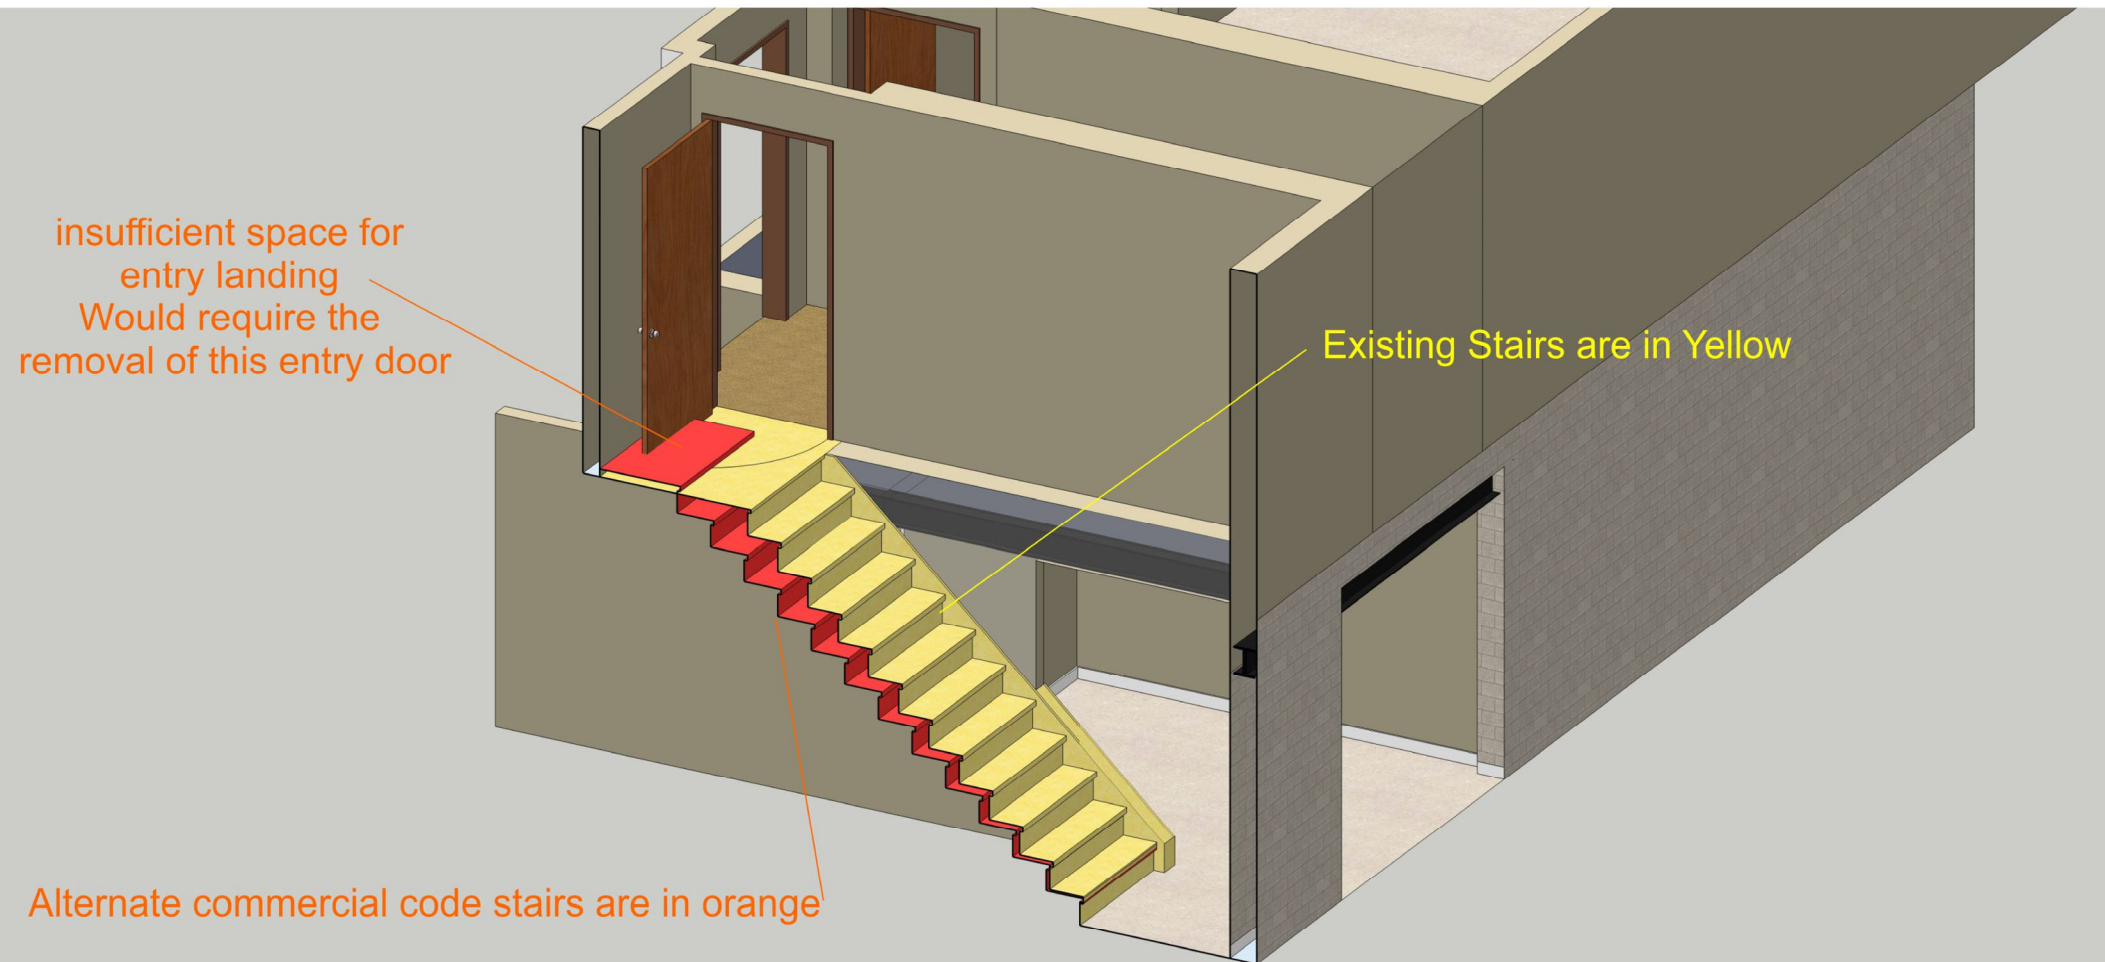 insufficient space for
entry landing
Would require the
removal of this entry door
Existing Stairs are in Yellow
Alternate commercial code stairs are in orange